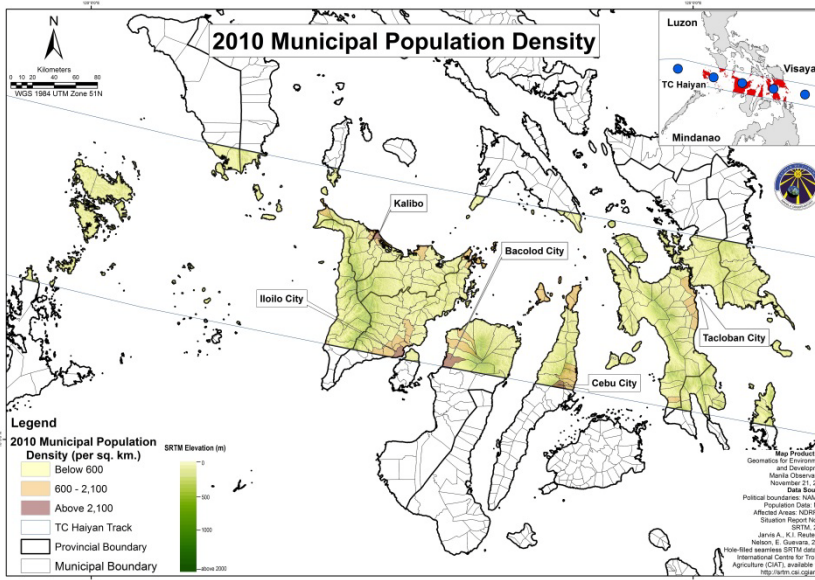 2010 Municipal Population Density
N
Kilometers
0 10 20 40 60 80
WGS 1984 UTM Zone 51N
Luzon
Visaya
TC Haiyan
Mindanao
Kalibo
Bacolod City
Iloilo City
Tacloban City
Cebu City
Legend
2010 Municipal Population
Density (per sq. km.)
Below 600
600 - 2,100
Above 2,100
TC Haiyan Track
Provincial Boundary
Municipal Boundary
SRTM Elevation (m)
0
500
1000
above 2000
Map Product
Geomatics for Environm
and Developm
Manila Observa
November 21, 2
Data Sou
Political boundaries: NAM
Population Data:
Affected Areas: NDRR
Situation Report No
SRTM, 2
Jarvis A., K.I. Reute
Nelson, E. Guevara, 2
Hole-filled seamless SRTM data
International Centre for Tro
Agriculture (CIAT), available
http://srtm.csi.cgiar